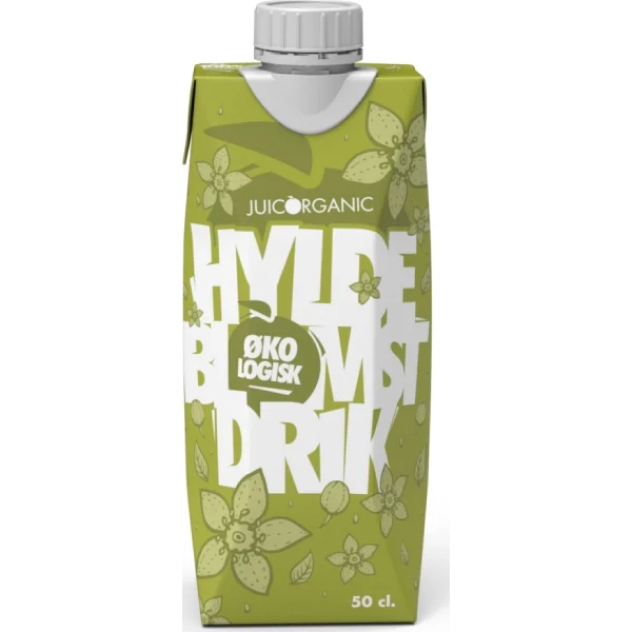 JUICORGANIC
HYLDE
BLOMST
ØKO
LOGISK
DRIK
50 cl.